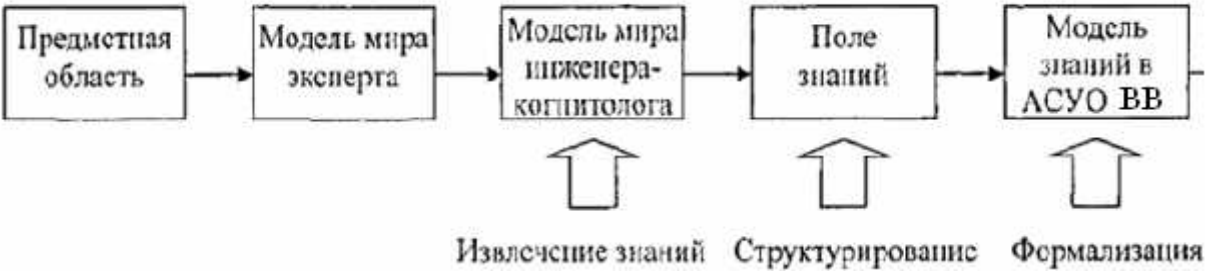 Предметная
область
Модель мира
эксперта
Модель мира
инженера-
когнитолога
Поле
знаний
Модель
знаний в
АСУО ВВ
Извлечение знаний
Структурирование
Формализация